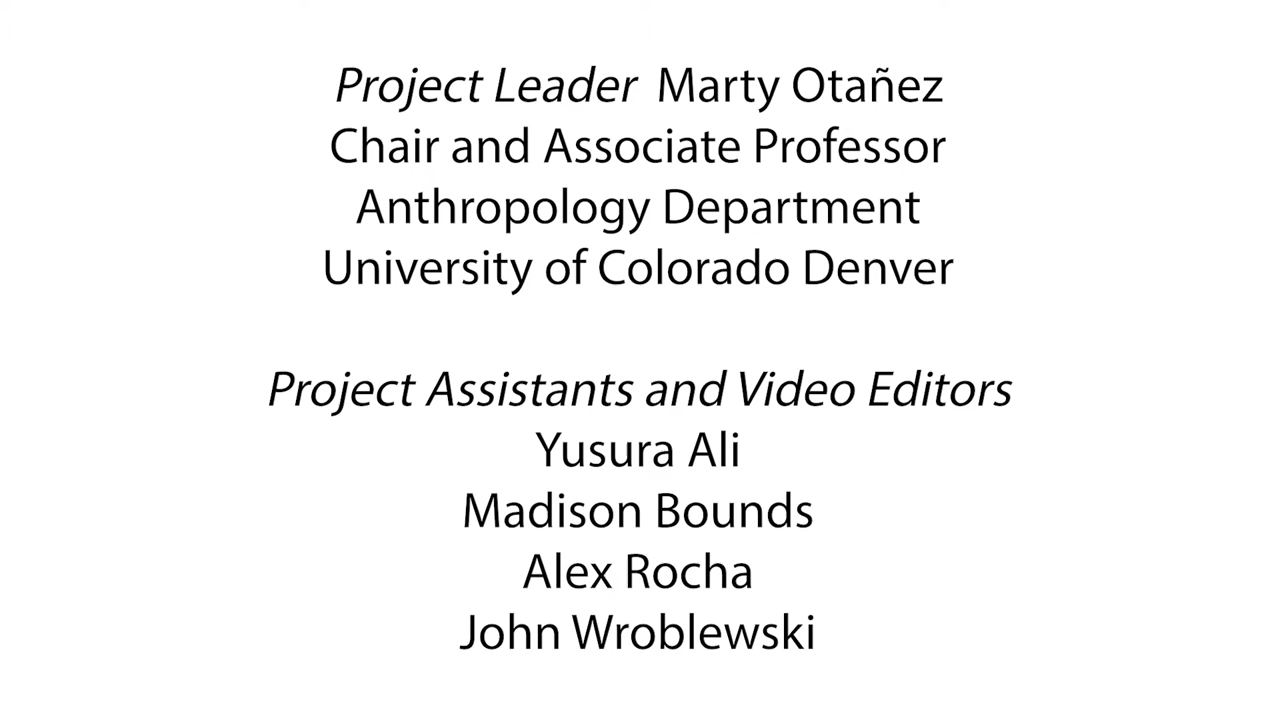 Project Leader Marty Otañez
Chair and Associate Professor
Anthropology Department
University of Colorado Denver
Project Assistants and Video Editors
Yusura Ali
Madison Bounds
Alex Rocha
John Wroblewski